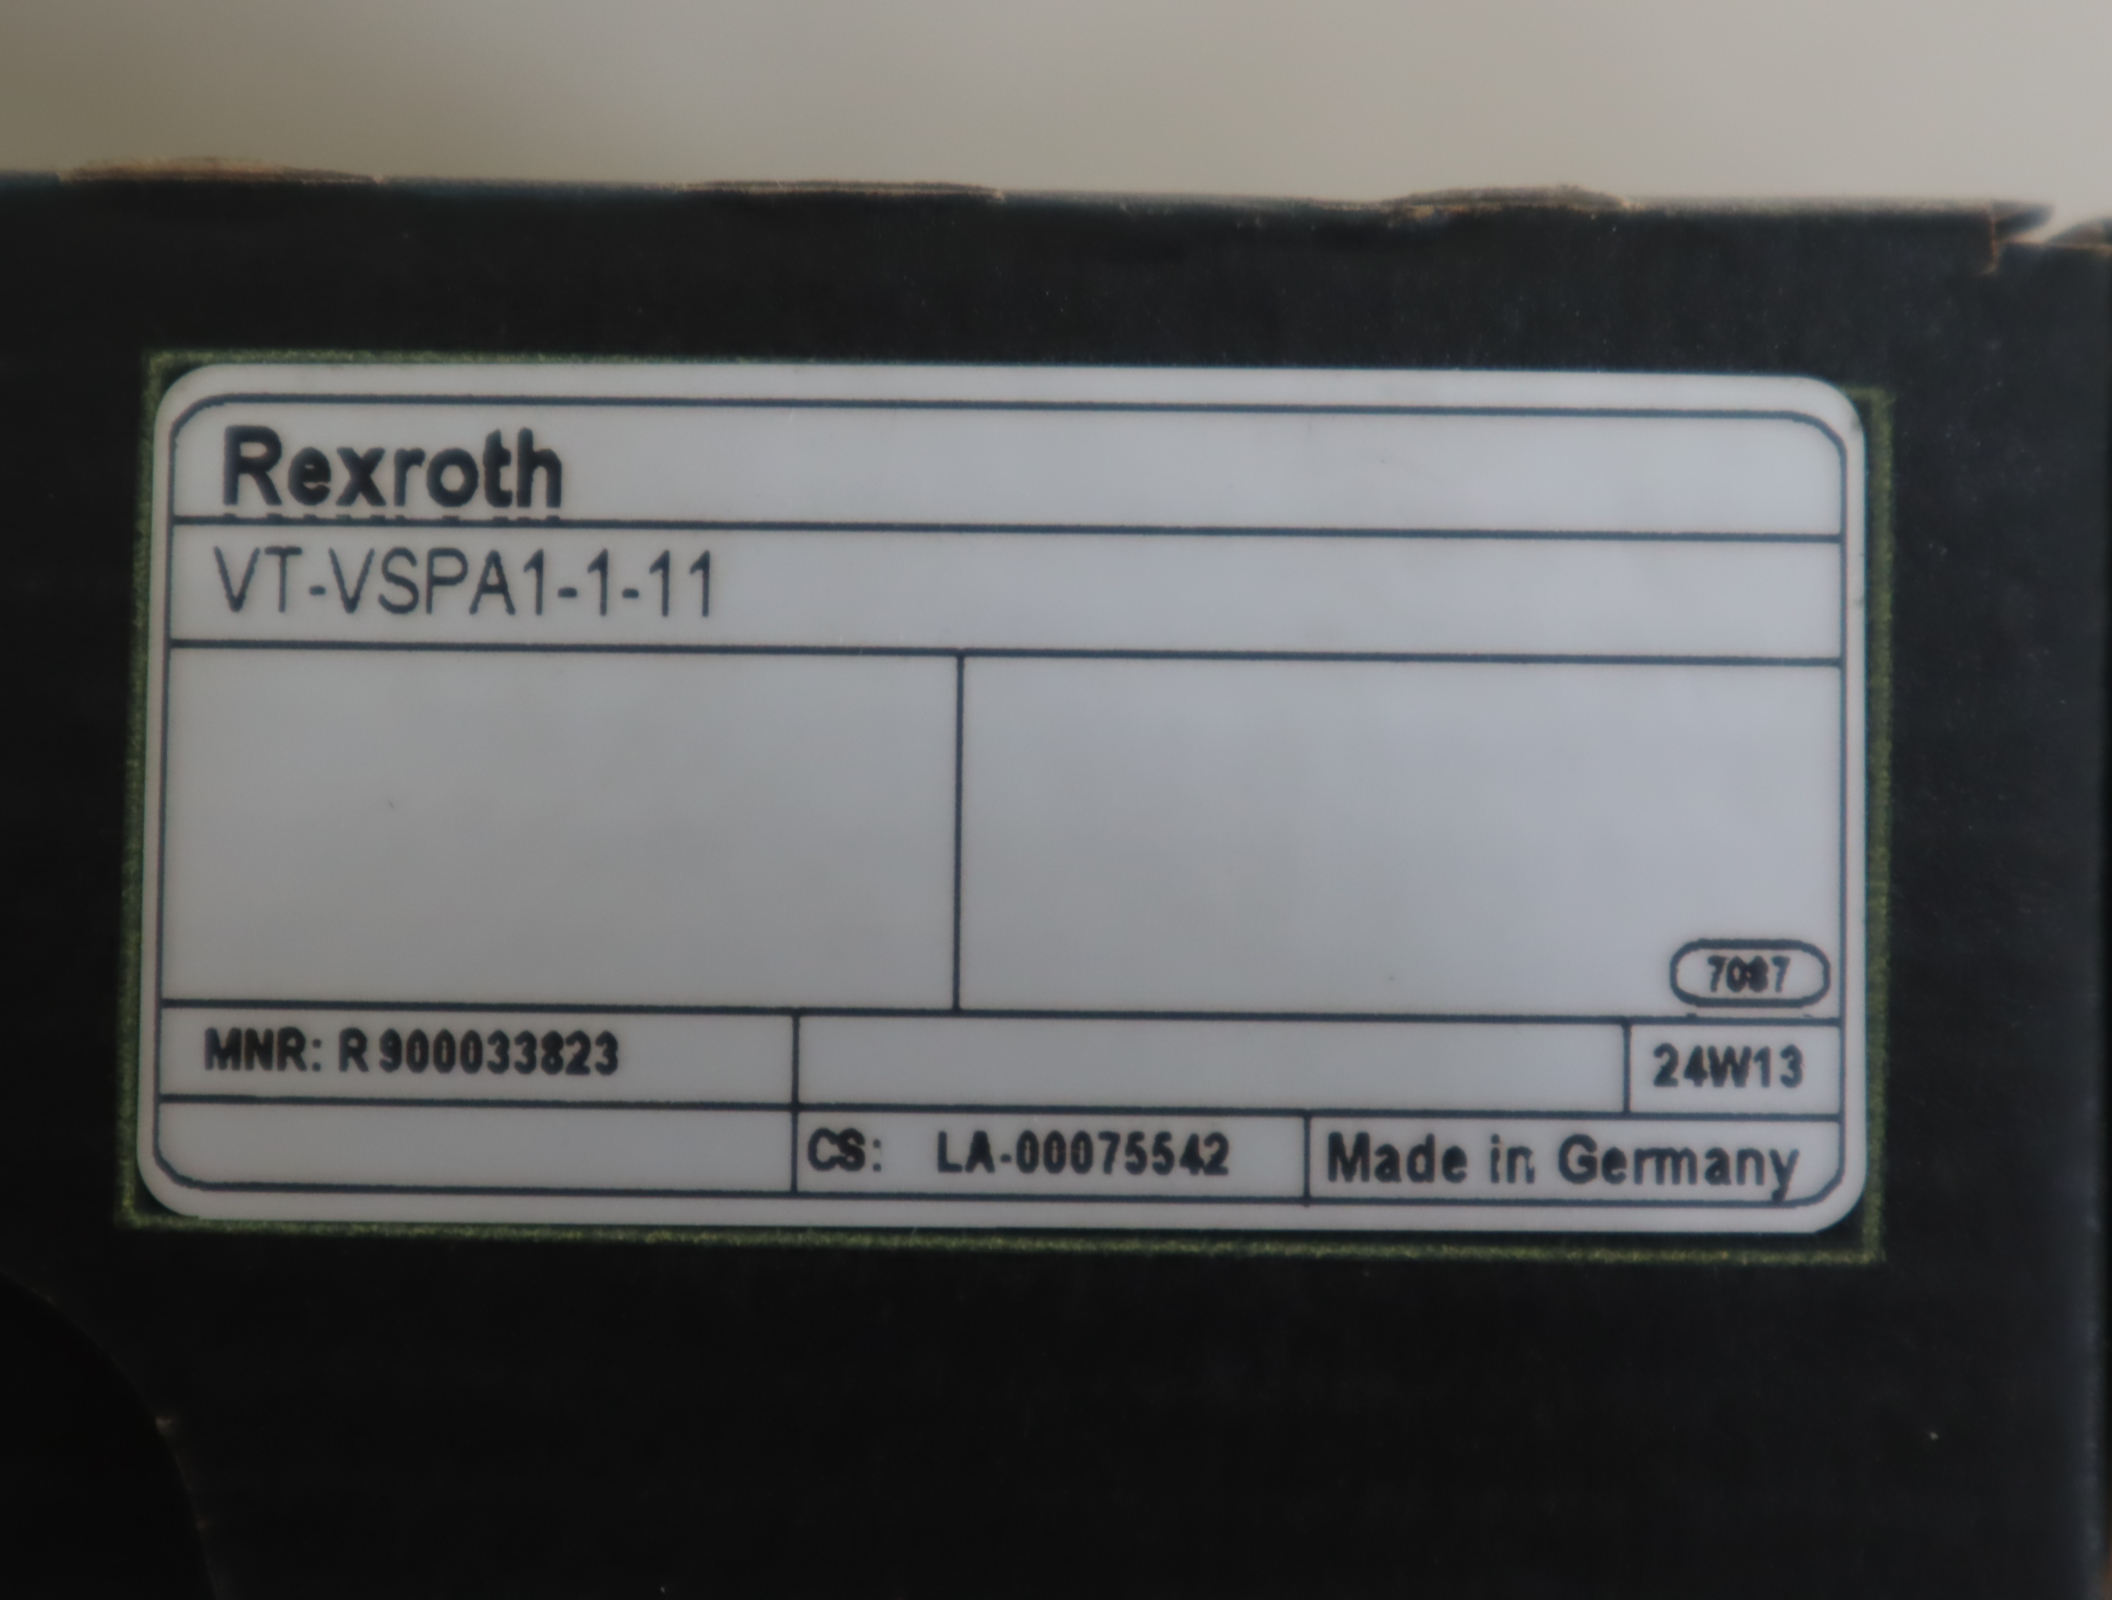 Rexroth
VT-VSPA1-1-11
7087
MNR: R900033823
24W13
CS: LA-00075542
Made in Germany